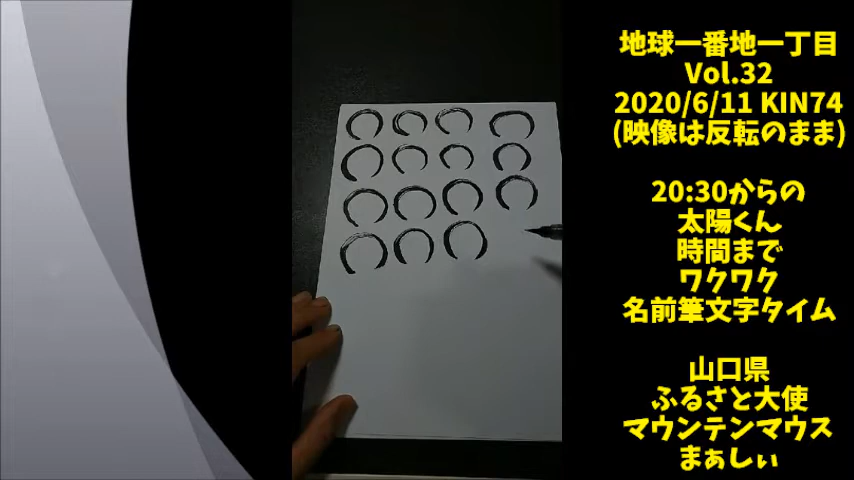 地球一番地一丁目
Vol.32
2020/6/11 KIN74
(映像は反転のまま)
20:30からの
太陽くん
時間まで
ワクワク
名前筆文字タイム
山口県
ふるさと大使
マウンテンマウス
まぁしぃ